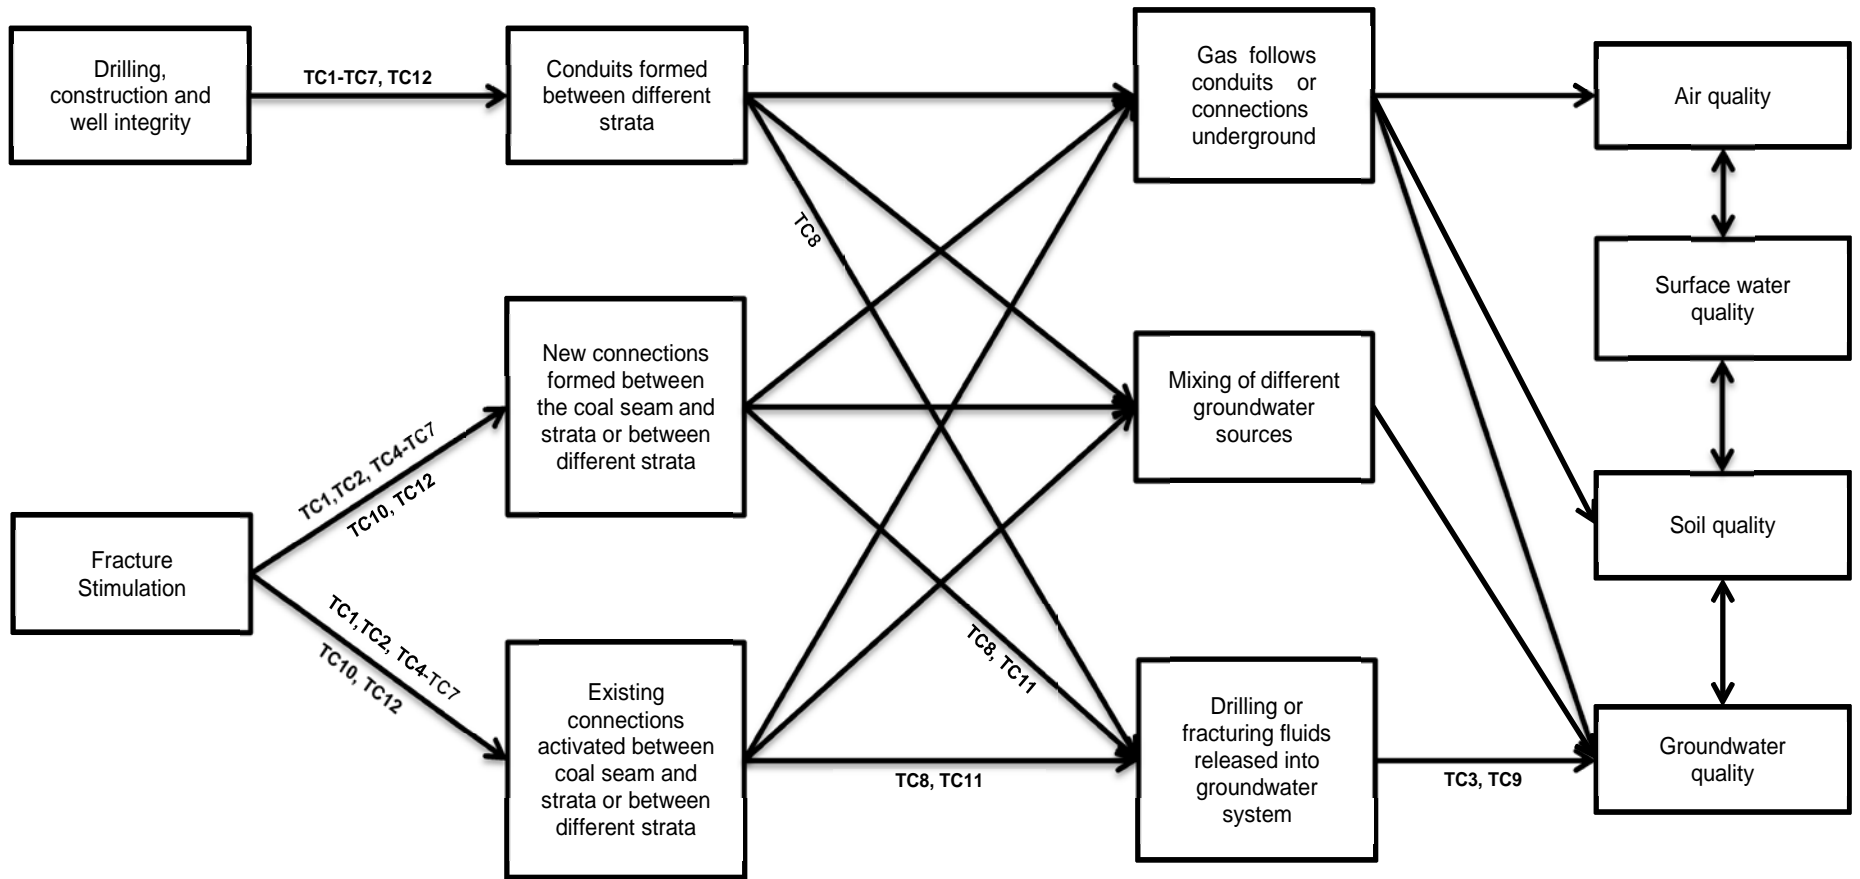 Drilling,
construction and
well integrity
TC1-TC7, TC12
Conduits formed
between different
strata
Gas follows
conduits or
connections
underground
Air quality
TC8
Surface water
quality
New connections
formed between
the coal seam and
strata or between
different strata
Mixing of different
groundwater
sources
TC1,TC2, TC4-TC7
TC10, TC12
Soil quality
Fracture
Stimulation
TC1,TC2, TC4-TC7
TC10, TC12
TC8, TC11
Existing
connections
activated between
coal seam and
strata or between
different strata
TC8, TC11
Drilling or
fracturing fluids
released into
groundwater
system
TC3, TC9
Groundwater
quality